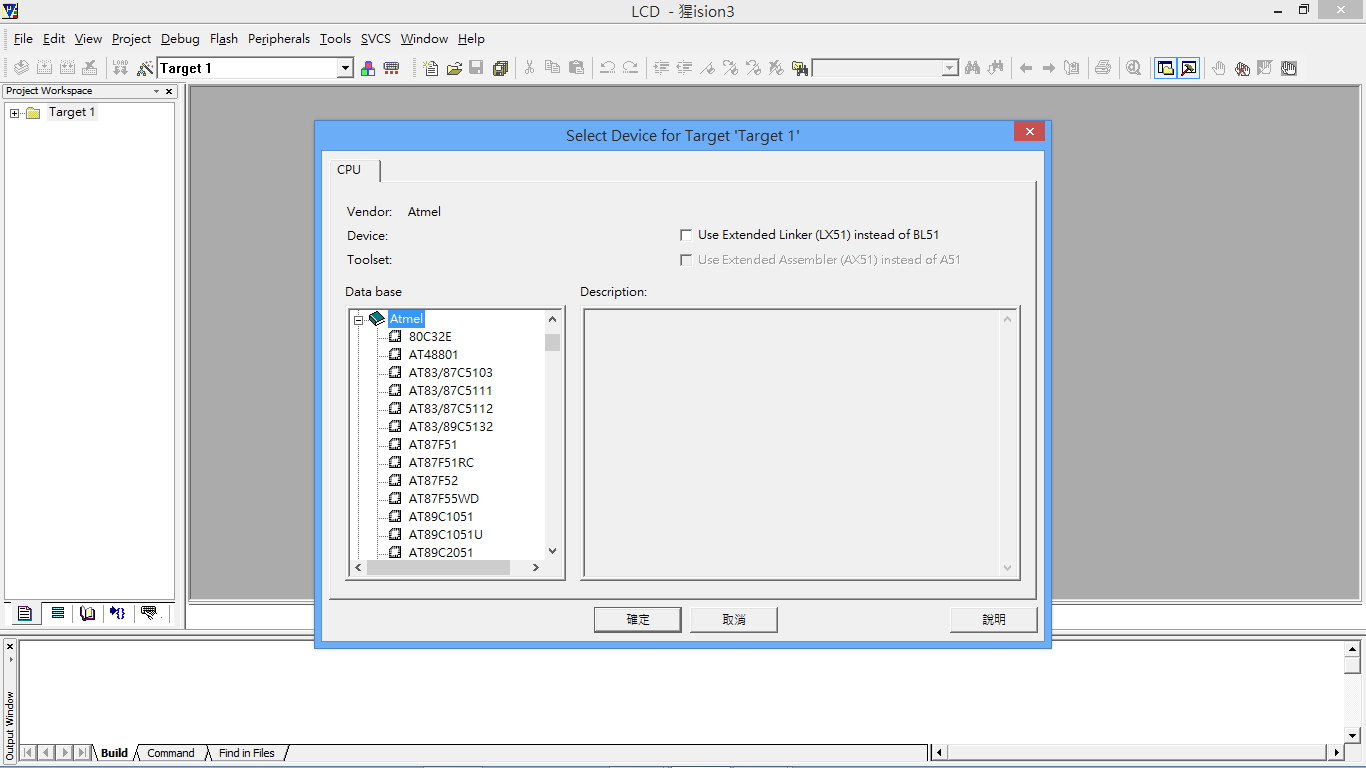 LCD - 猩ision3
File Edit View Project Debug Flash Peripherals Tools SVCS Window Help
LOAD Target 1
Project Workspace
Target 1
Select Device for Target 'Target 1'
CPU
Vendor: Atmel
Device:
Use Extended Linker (LX51) instead of BL51
Toolset:
Use Extended Assembler (AX51) instead of A51
Data base
Description:
Atmel
80C32E
AT48801
AT83/87C5103
AT83/87C5111
AT83/87C5112
AT83/89C5132
AT87F51
AT87F51RC
AT87F52
AT87F55WD
AT89C1051
AT89C1051U
AT89C2051
確定 取消 說明
Output Window
Build Command Find in Files